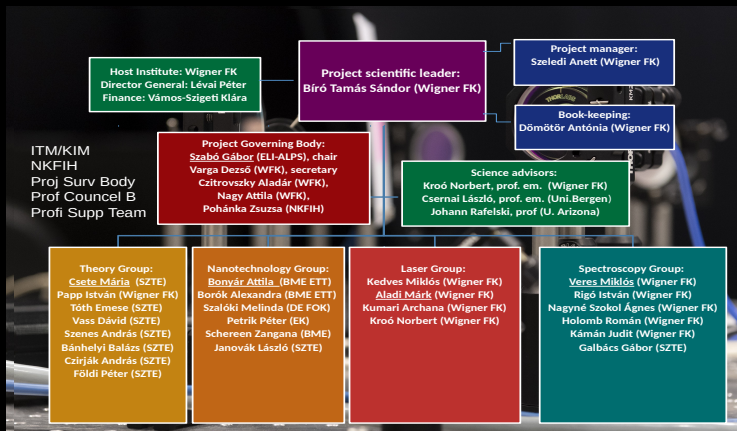 Host Institute: Wigner FK
Director General: Lévai Péter
Finance: Vámos-Szigeti Klára
Project scientific leader:
Bíró Tamás Sándor (Wigner FK)
Project manager:
Szeledi Anett (Wigner FK)
Book-keeping:
Dömötör Antónia (Wigner FK)
ITM/KIM
NKFIH
Proj Surv Body
Prof Councel B
Profi Supp Team
Project Governing Body:
Szabó Gábor (ELI-ALPS), chair
Varga Dezső (WFK), secretary
Czitrovszky Aladár (WFK),
Nagy Attila (WFK),
Pohánka Zsuzsa (NKFIH)
Science advisors:
Kroó Norbert, prof. em. (Wigner FK)
Csernai László, prof. em (Uni.Bergen)
Johann Rafelski, prof (U. Arizona)
Theory Group:
Csete Mária (SZTE)
Papp István (Wigner FK)
Tóth Emese (SZTE)
Vass Dávid (SZTE)
Szenes András (SZTE)
Bánhelyi Balázs (SZTE)
Czirják András (SZTE)
Földi Péter (SZTE)
Nanotechnology Group:
Bonyár Attila (BME ETT)
Borók Alexandra (BME ETT)
Szalóki Melinda (DE FOK)
Petrik Péter (EK)
Schereen Zangana (BME)
Janovák László (SZTE)
Laser Group:
Kedves Miklós (Wigner FK)
Aladi Márk (Wigner FK)
Kumari Archana (Wigner FK)
Kroó Norbert (Wigner FK)
Spectroscopy Group:
Veres Miklós (Wigner FK)
Rigó István (Wigner FK)
Nagyné Szokol Ágnes (Wigner FK)
Holomb Román (Wigner FK)
Kámán Judit (Wigner FK)
Galbács Gábor (SZTE)